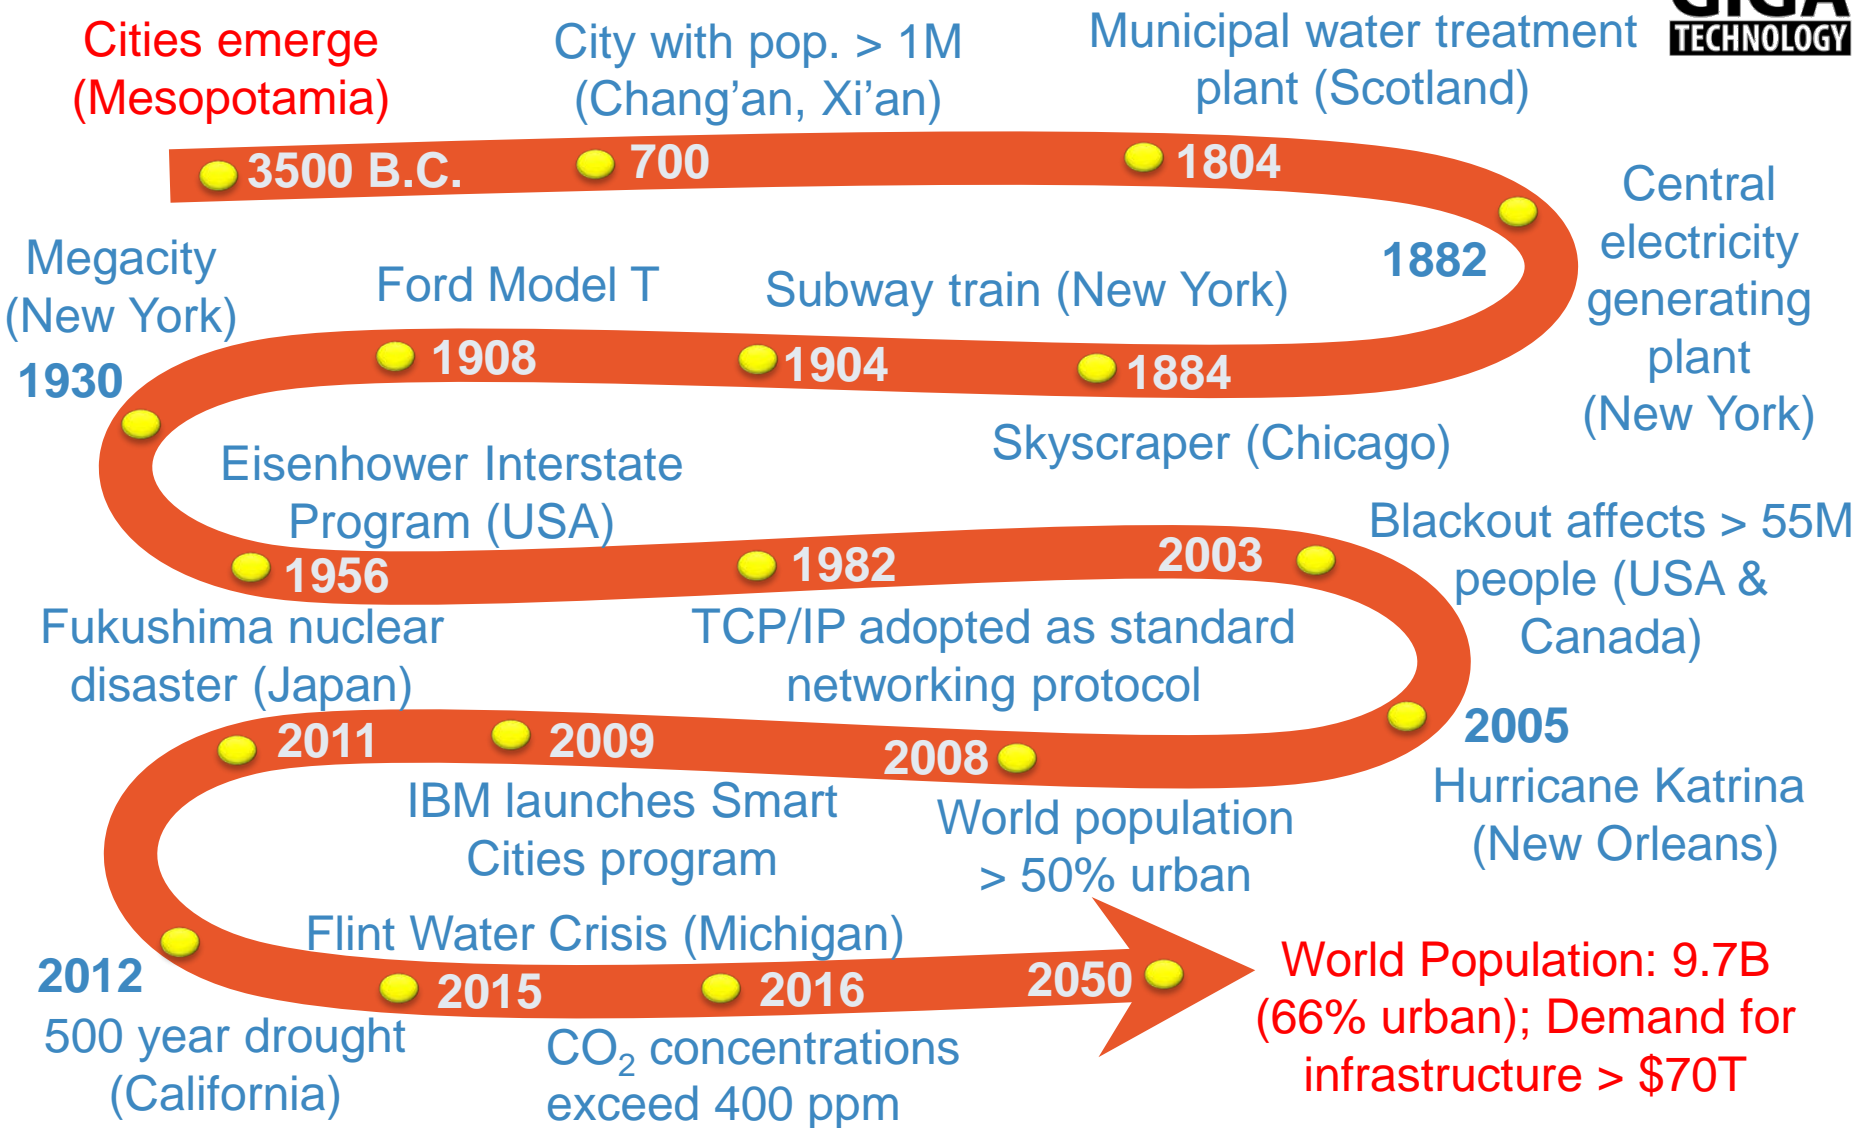 GIGA
TECHNOLOGY
Cities emerge
(Mesopotamia)
City with pop. > 1M
(Chang’an, Xi’an)
Municipal water treatment
plant (Scotland)
3500 B.C.
700
1804
Central
electricity
generating
plant
(New York)
1882
Megacity
(New York)
1930
Ford Model T
Subway train (New York)
1908
1904
1884
Skyscraper (Chicago)
Eisenhower Interstate
Program (USA)
1956
1982
2003
Blackout affects > 55M
people (USA &
Canada)
TCP/IP adopted as standard
networking protocol
Fukushima nuclear
disaster (Japan)
2011
2009
2008
2005
Hurricane Katrina
(New Orleans)
IBM launches Smart
Cities program
World population
> 50% urban
2012
500 year drought
(California)
Flint Water Crisis (Michigan)
2015
2016
2050
CO₂ concentrations
exceed 400 ppm
World Population: 9.7B
(66% urban); Demand for
infrastructure > $70T